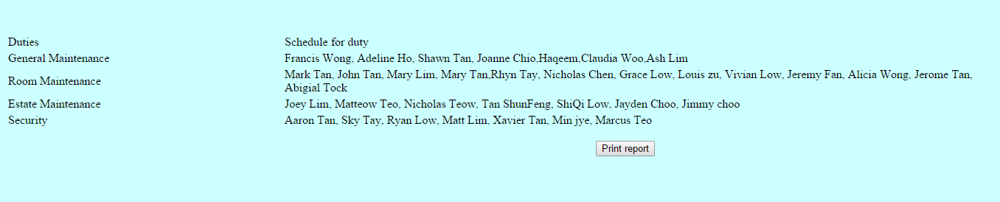 Duties Schedule for duty
General Maintenance Francis Wong, Adeline Ho, Shawn Tan, Joanne Chio,Haqeem,Claudia Woo,Ash Lim
Room Maintenance Mark Tan, John Tan, Mary Lim, Mary Tan,Rhyn Tay, Nicholas Chen, Grace Low, Louis zu, Vivian Low, Jeremy Fan, Alicia Wong, Jerome Tan,
Abigial Tock
Estate Maintenance Joey Lim, Matteow Teo, Nicholas Teow, Tan ShunFeng, ShiQi Low, Jayden Choo, Jimmy choo
Security Aaron Tan, Sky Tay, Ryan Low, Matt Lim, Xavier Tan, Min jye, Marcus Teo
Print report